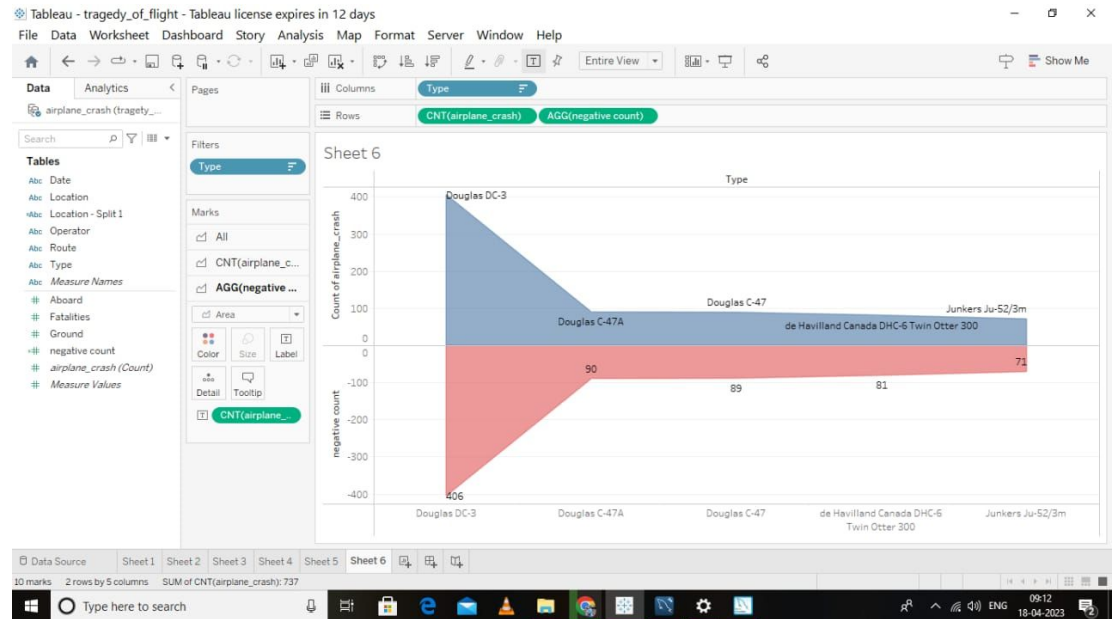 Tableau - tragedy_of_flight - Tableau license expires in 12 days
File Data Worksheet Dashboard Story Analysis Map Format Server Window Help
Entire View
Show Me
Data Analytics
airplane_crash (tragety_...
Search
Tables
Abc Date
Abc Location
Abc Location - Split 1
Abc Operator
Abc Route
Abc Type
Abc Measure Names
# Aboard
# Fatalities
# Ground
=# negative count
# airplane_crash (Count)
# Measure Values
Pages
Filters
Type
Marks
All
CNT(airplane_c...
AGG(negative ...
Area
Color Size Label
Detail Tooltip
CNT(airplane_..
Columns Type
Rows CNT(airplane_crash) AGG(negative count)
Sheet 6
Type
Count of airplane_crash
400
300
200
100
0
Douglas DC-3
Douglas C-47A
Douglas C-47
de Havilland Canada DHC-6 Twin Otter 300
Junkers Ju-52/3m
negative count
0
-100
-200
-300
-400
406
90
89
81
71
Douglas DC-3
Douglas C-47A
Douglas C-47
de Havilland Canada DHC-6
Twin Otter 300
Junkers Ju-52/3m
Data Source Sheet 1 Sheet 2 Sheet 3 Sheet 4 Sheet 5 Sheet 6
10 marks 2 rows by 5 columns SUM of CNT(airplane_crash): 737
Type here to search
ENG
09:12
18-04-2023
2